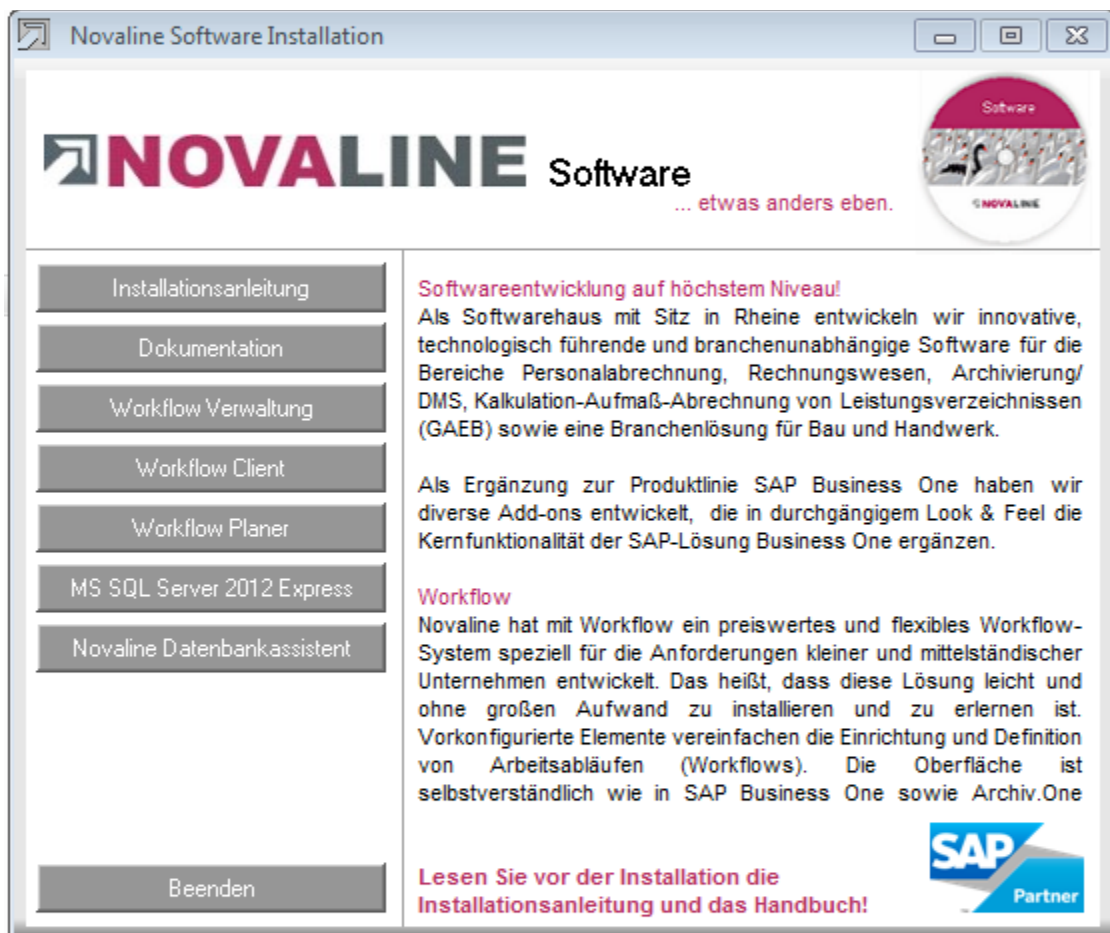 Novaline Software Installation
NOVALINE Software
... etwas anders eben.
Software
NOVALINE
Installationsanleitung
Dokumentation
Workflow Verwaltung
Workflow Client
Workflow Planer
MS SQL Server 2012 Express
Novaline Datenbankassistent
Beenden
Softwareentwicklung auf höchstem Niveau!
Als Softwarehaus mit Sitz in Rheine entwickeln wir innovative,
technologisch führende und branchenunabhängige Software für die
Bereiche Personalabrechnung, Rechnungswesen, Archivierung/
DMS, Kalkulation-Aufmaß-Abrechnung von Leistungsverzeichnissen
(GAEB) sowie eine Branchenlösung für Bau und Handwerk.
Als Ergänzung zur Produktlinie SAP Business One haben wir
diverse Add-ons entwickelt, die in durchgängigem Look & Feel die
Kernfunktionalität der SAP-Lösung Business One ergänzen.
Workflow
Novaline hat mit Workflow ein preiswertes und flexibles Workflow-
System speziell für die Anforderungen kleiner und mittelständischer
Unternehmen entwickelt. Das heißt, dass diese Lösung leicht und
ohne großen Aufwand zu installieren und zu erlernen ist.
Vorkonfigurierte Elemente vereinfachen die Einrichtung und Definition
von Arbeitsabläufen (Workflows). Die Oberfläche ist
selbstverständlich wie in SAP Business One sowie Archiv.One
Lesen Sie vor der Installation die
Installationsanleitung und das Handbuch!
SAP
Partner